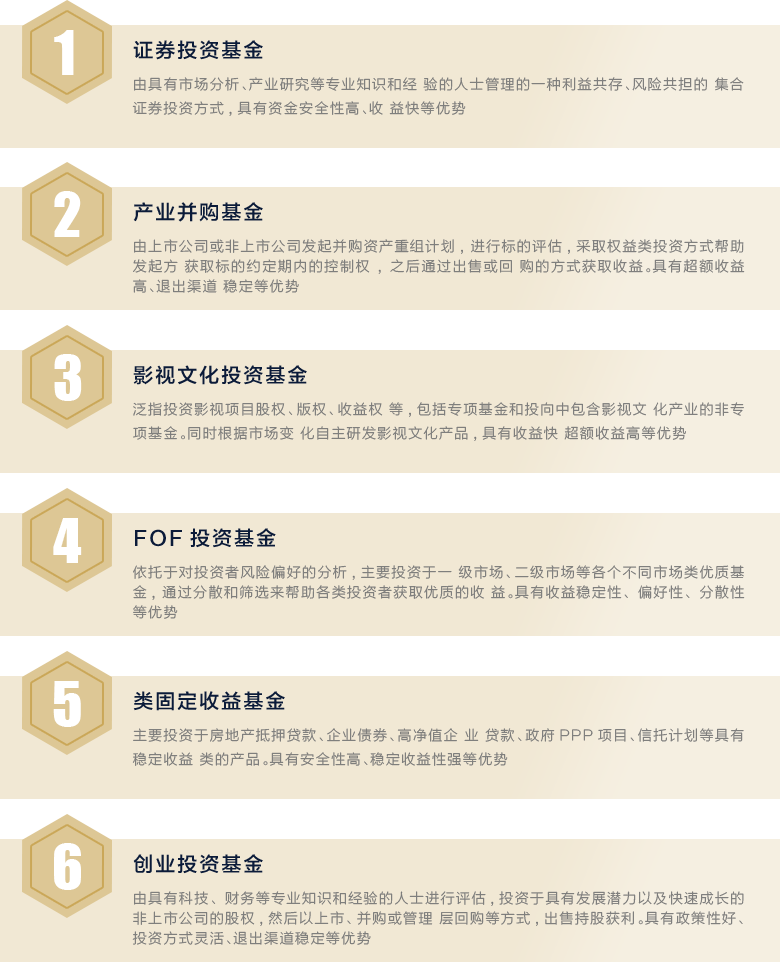 1
证券投资基金
由具有市场分析、产业研究等专业知识和经 验的人士管理的一种利益共存、风险共担的 集合
证券投资方式，具有资金安全性高、收 益快等优势
2
产业并购基金
由上市公司或非上市公司发起并购资产重组计划，进行标的评估，采取权益类投资方式帮助
发起方 获取标的约定期内的控制权 ，之后通过出售或回 购的方式获取收益。具有超额收益
高、退出渠道 稳定等优势
3
影视文化投资基金
泛指投资影视项目股权、版权、收益权 等，包括专项基金和投向中包含影视文 化产业的非专
项基金。同时根据市场变 化自主研发影视文化产品，具有收益快 超额收益高等优势
4
FOF 投资基金
依托于对投资者风险偏好的分析，主要投资于一 级市场、二级市场等各个不同市场类优质基
金，通过分散和筛选来帮助各类投资者获取优质的收 益。具有收益稳定性、偏好性、分散性
等优势
5
类固定收益基金
主要投资于房地产抵押贷款、企业债券、高净值企 业 贷款、政府 PPP 项目、信托计划等具有
稳定收益 类的产品。具有安全性高、稳定收益性强等优势
6
创业投资基金
由具有科技、财务等专业知识和经验的人士进行评估，投资于具有发展潜力以及快速成长的
非上市公司的股权，然后以上市、并购或管理 层回购等方式，出售持股获利。具有政策性好、
投资方式灵活、退出渠道稳定等优势